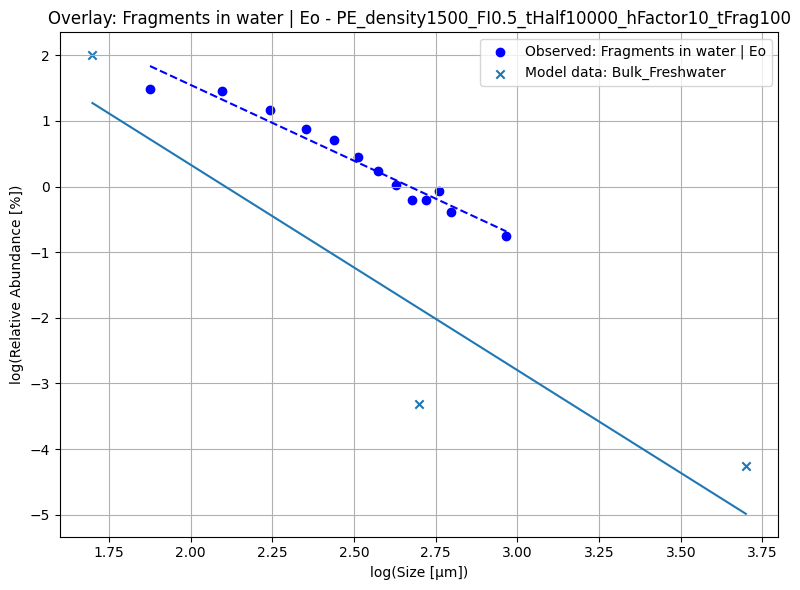 Overlay: Fragments in water | Eo - PE_density1500_FI0.5_tHalf10000_hFactor10_tFrag100
Observed: Fragments in water | Eo
Model data: Bulk_Freshwater
log(Relative Abundance [%])
2
1
0
−1
−2
−3
−4
−5
1.75 2.00 2.25 2.50 2.75 3.00 3.25 3.50 3.75
log(Size [μm])